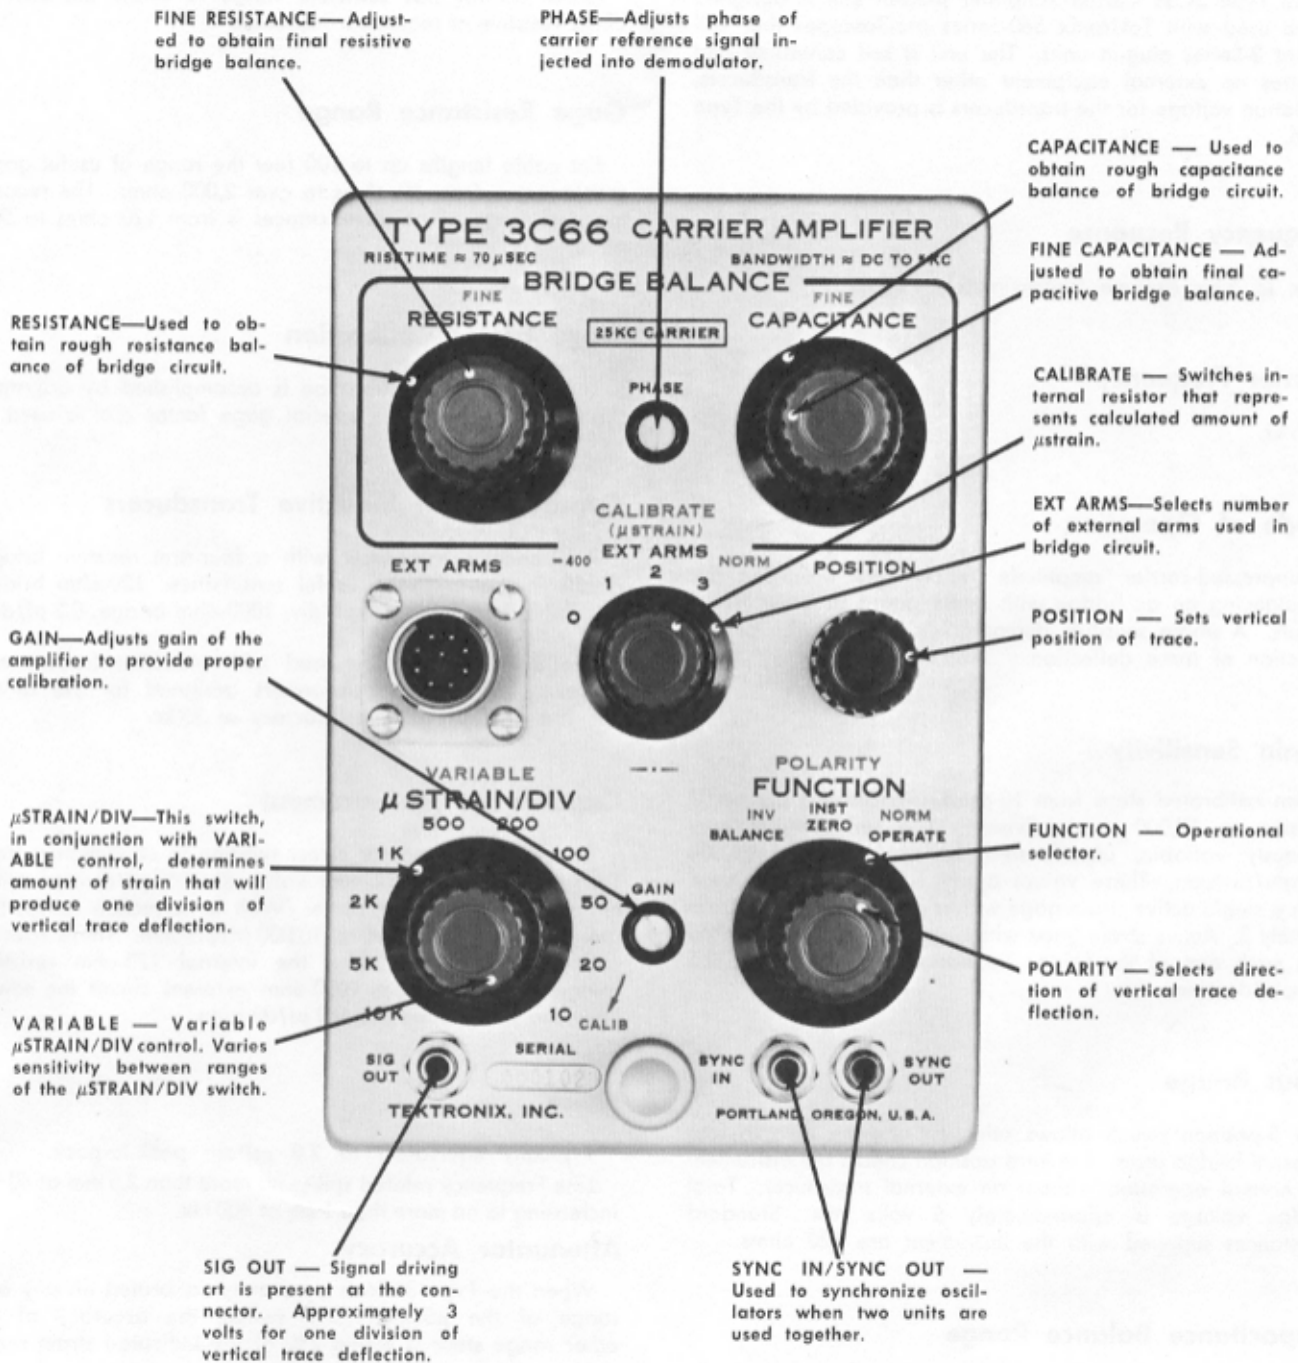 FINE RESISTANCE—Adjust-
ed to obtain final resistive
bridge balance.
PHASE—Adjusts phase of
carrier reference signal in-
jected into demodulator.
CAPACITANCE — Used to
obtain rough capacitance
balance of bridge circuit.
FINE CAPACITANCE — Ad-
justed to obtain final ca-
pacitive bridge balance.
RESISTANCE—Used to ob-
tain rough resistance bal-
ance of bridge circuit.
CALIBRATE — Switches in-
ternal resistor that repre-
sents calculated amount of
μstrain.
EXT ARMS—Selects number
of external arms used in
bridge circuit.
GAIN—Adjusts gain of the
amplifier to provide proper
calibration.
POSITION — Sets vertical
position of trace.
μSTRAIN/DIV—This switch,
in conjunction with VARI-
ABLE control, determines
amount of strain that will
produce one division of
vertical trace deflection.
FUNCTION — Operational
selector.
POLARITY — Selects direc-
tion of vertical trace de-
flection.
VARIABLE — Variable
μSTRAIN/DIV control. Varies
sensitivity between ranges
of the μSTRAIN/DIV switch.
SIG OUT — Signal driving
crt is present at the con-
nector. Approximately 3
volts for one division of
vertical trace deflection.
SYNC IN/SYNC OUT —
Used to synchronize oscil-
lators when two units are
used together.
TYPE 3C66 CARRIER AMPLIFIER
RISETIME ≈ 70 μSEC BANDWIDTH ≈ DC TO 5KC
BRIDGE BALANCE
FINE
RESISTANCE
25KC CARRIER
FINE
CAPACITANCE
PHASE
CALIBRATE
(μSTRAIN)
EXT ARMS
-400 NORM
0 1 2 3
EXT ARMS
POSITION
VARIABLE
μ STRAIN/DIV
500 200
1K 100
2K 50
5K 20
10K 10
GAIN
CALIB
POLARITY
FUNCTION
INV INST NORM
BALANCE ZERO OPERATE
SIG
OUT
SERIAL
SYNC
IN
SYNC
OUT
TEKTRONIX, INC.
PORTLAND, OREGON, U.S.A.